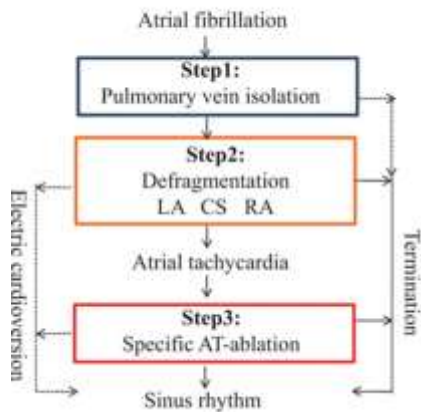 Atrial fibrillation
Step1:
Pulmonary vein isolation
Step2:
Defragmentation
LA CS RA
Electric cardioversion
Termination
Atrial tachycardia
Step3:
Specific AT-ablation
Sinus rhythm